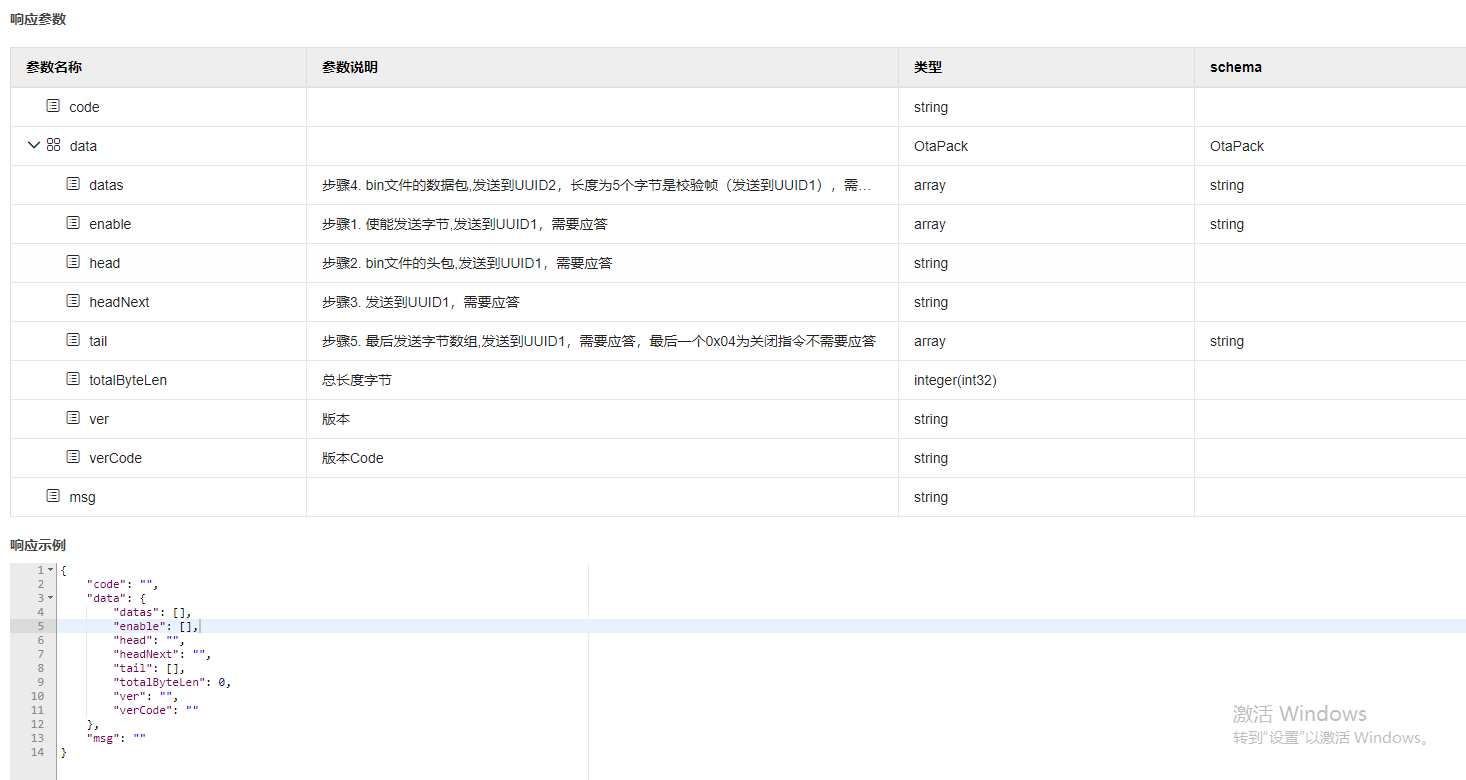 响应参数
参数名称 参数说明 类型 schema
code string
data OtaPack OtaPack
datas 步骤4. bin文件的数据包,发送到UUID2，长度为5个字节是校验帧（发送到UUID1），需... array string
enable 步骤1. 使能发送字节,发送到UUID1，需要应答 array string
head 步骤2. bin文件的头包,发送到UUID1，需要应答 string
headNext 步骤3. 发送到UUID1，需要应答 string
tail 步骤5. 最后发送字节数组,发送到UUID1，需要应答，最后一个0x04为关闭指令不需要应答 array string
totalByteLen 总长度字节 integer(int32)
ver 版本 string
verCode 版本Code string
msg string
响应示例
1 {
2 "code": "",
3 "data": {
4 "datas": [],
5 "enable": [],
6 "head": "",
7 "headNext": "",
8 "tail": [],
9 "totalByteLen": 0,
10 "ver": "",
11 "verCode": ""
12 },
13 "msg": ""
14 }
激活 Windows
转到"设置"以激活 Windows。